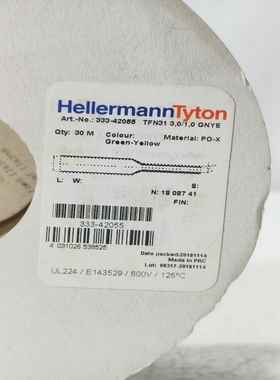 HellermannTyton
Art.-No.: 333-42055 TFN31 3,0/1,0 GNYE
Qty: 30 M Colour: Material: PO-X
Green-Yellow
L: W: S:
N: 18 087 41
FIN:
333-42055
4 031026 538525
Date packed:20181114
Made in PRC
Lot: 88317-20181114
UL224 / E143529 / 600V / 125°C